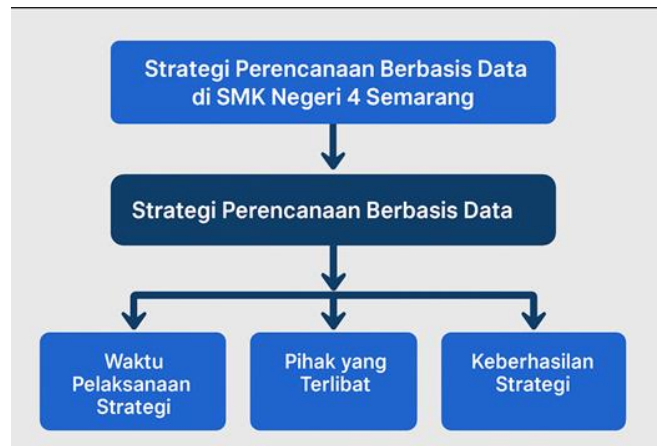 Strategi Perencanaan Berbasis Data
di SMK Negeri 4 Semarang
Strategi Perencanaan Berbasis Data
Waktu
Pelaksanaan
Strategi
Pihak yang
Terlibat
Keberhasilan
Strategi